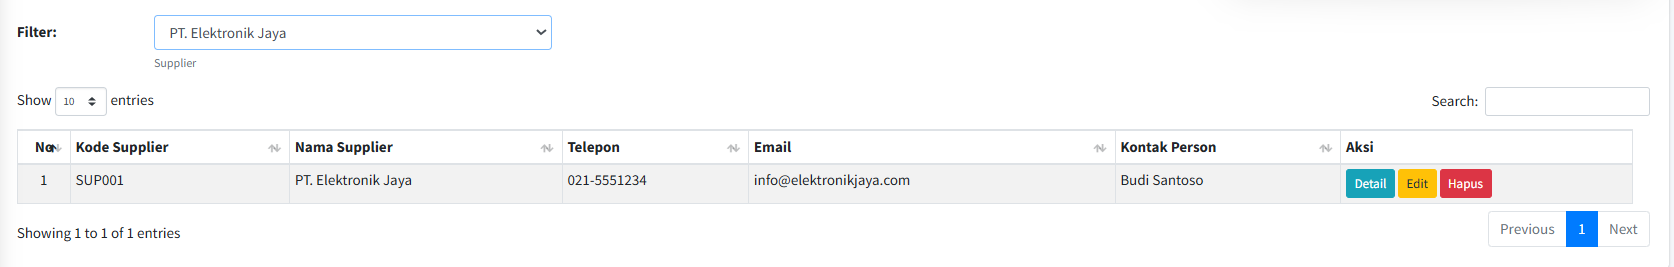 Filter: PT. Elektronik Jaya
Supplier
Show 10 entries Search:
No Kode Supplier Nama Supplier Telepon Email Kontak Person Aksi
1 SUP001 PT. Elektronik Jaya 021-5551234 info@elektronikjaya.com Budi Santoso Detail Edit Hapus
Showing 1 to 1 of 1 entries Previous 1 Next